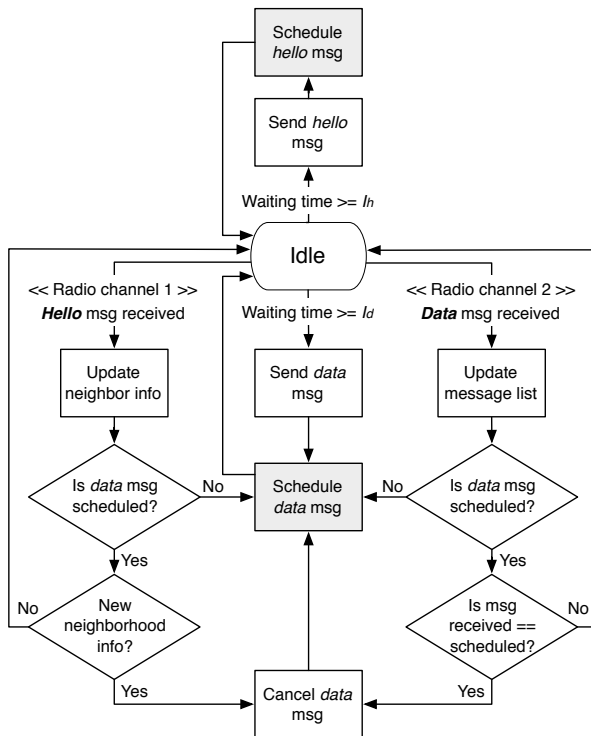 Schedule
hello msg
Send hello
msg
Waiting time >= Ih
Idle
<< Radio channel 1 >>
Hello msg received
Waiting time >= Id
<< Radio channel 2 >>
Data msg received
Update
neighbor info
Send data
msg
Update
message list
Is data msg
scheduled?
No
Schedule
data msg
No
Is data msg
scheduled?
Yes
Yes
No
New
neighborhood
info?
Is msg
received ==
scheduled?
No
Yes
Cancel data
msg
Yes